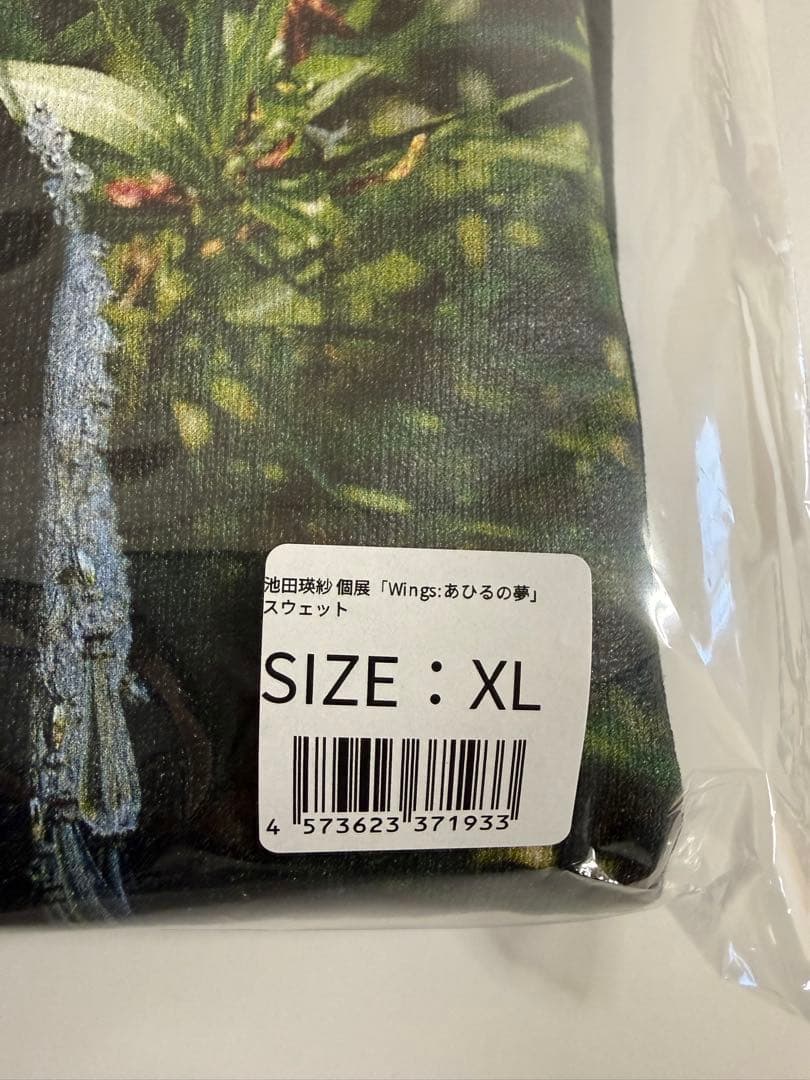 池田瑛紗 個展「Wings:あひるの夢」
スウェット
SIZE：XL
4 573623 371933